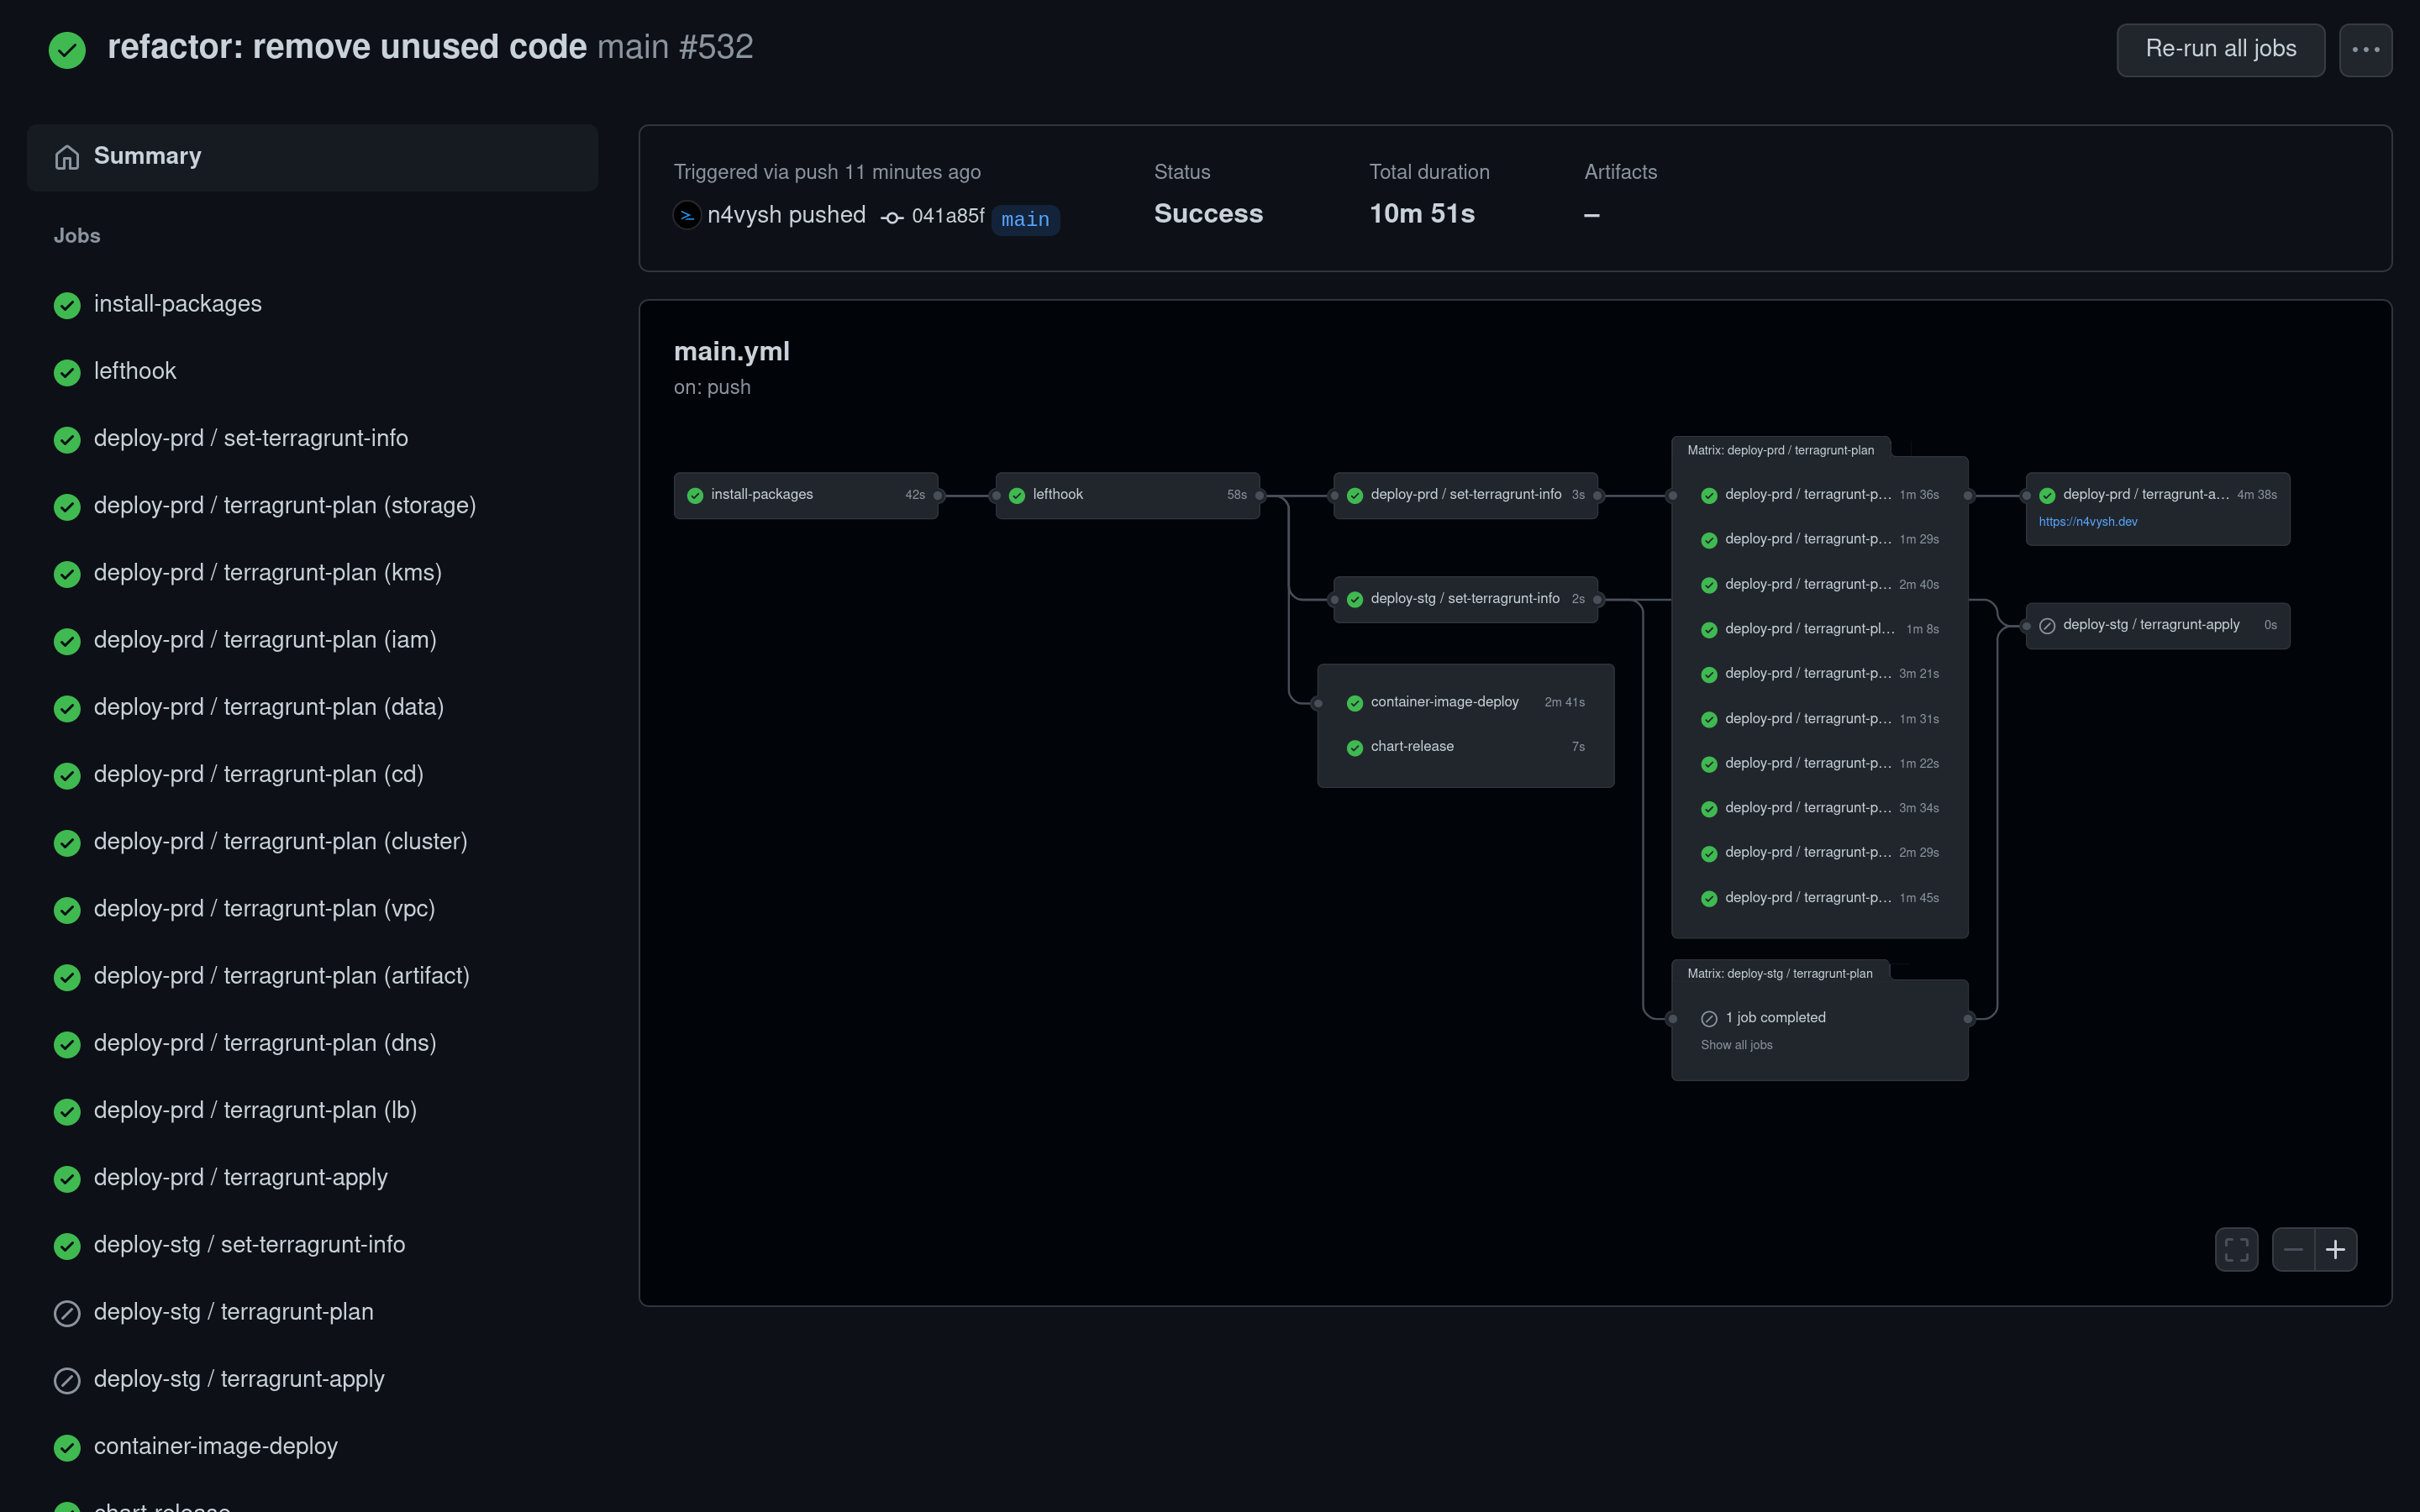 refactor: remove unused code main #532
Re-run all jobs
Summary
Jobs
install-packages
lefthook
deploy-prd / set-terragrunt-info
deploy-prd / terragrunt-plan (storage)
deploy-prd / terragrunt-plan (kms)
deploy-prd / terragrunt-plan (iam)
deploy-prd / terragrunt-plan (data)
deploy-prd / terragrunt-plan (cd)
deploy-prd / terragrunt-plan (cluster)
deploy-prd / terragrunt-plan (vpc)
deploy-prd / terragrunt-plan (artifact)
deploy-prd / terragrunt-plan (dns)
deploy-prd / terragrunt-plan (lb)
deploy-prd / terragrunt-apply
deploy-stg / set-terragrunt-info
deploy-stg / terragrunt-plan
deploy-stg / terragrunt-apply
container-image-deploy
chart-release
Triggered via push 11 minutes ago
n4vysh pushed 041a85f main
Status
Success
Total duration
10m 51s
Artifacts
–
main.yml
on: push
install-packages 42s
lefthook 58s
deploy-prd / set-terragrunt-info 3s
deploy-stg / set-terragrunt-info 2s
container-image-deploy 2m 41s
chart-release 7s
Matrix: deploy-prd / terragrunt-plan
deploy-prd / terragrunt-p... 1m 36s
deploy-prd / terragrunt-p... 1m 29s
deploy-prd / terragrunt-p... 2m 40s
deploy-prd / terragrunt-pl... 1m 8s
deploy-prd / terragrunt-p... 3m 21s
deploy-prd / terragrunt-p... 1m 31s
deploy-prd / terragrunt-p... 1m 22s
deploy-prd / terragrunt-p... 3m 34s
deploy-prd / terragrunt-p... 2m 29s
deploy-prd / terragrunt-p... 1m 45s
Matrix: deploy-stg / terragrunt-plan
1 job completed
Show all jobs
deploy-prd / terragrunt-a... 4m 38s
https://n4vysh.dev
deploy-stg / terragrunt-apply 0s